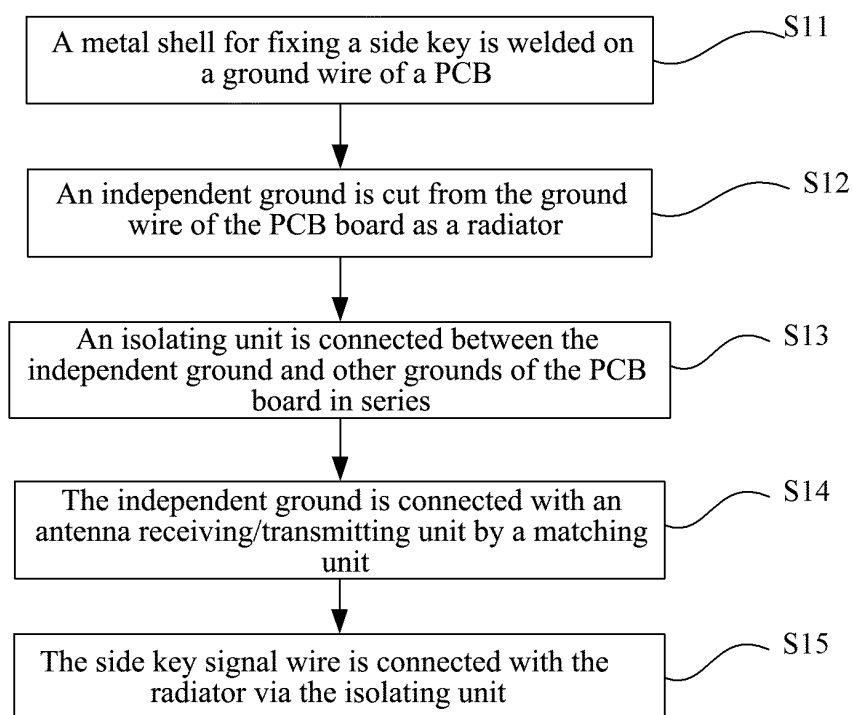 A metal shell for fixing a side key is welded on
a ground wire of a PCB
S11
An independent ground is cut from the ground
wire of the PCB board as a radiator
S12
An isolating unit is connected between the
independent ground and other grounds of the PCB
board in series
S13
The independent ground is connected with an
antenna receiving/transmitting unit by a matching
unit
S14
The side key signal wire is connected with the
radiator via the isolating unit
S15